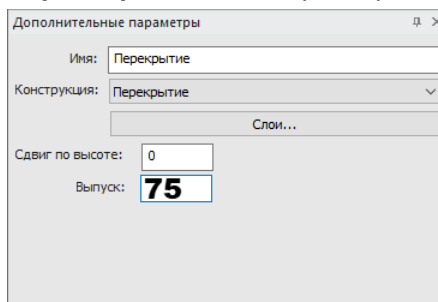 Дополнительные параметры
Имя: Перекрытие
Конструкция: Перекрытие
Слои...
Сдвиг по высоте: 0
Выпуск: 75